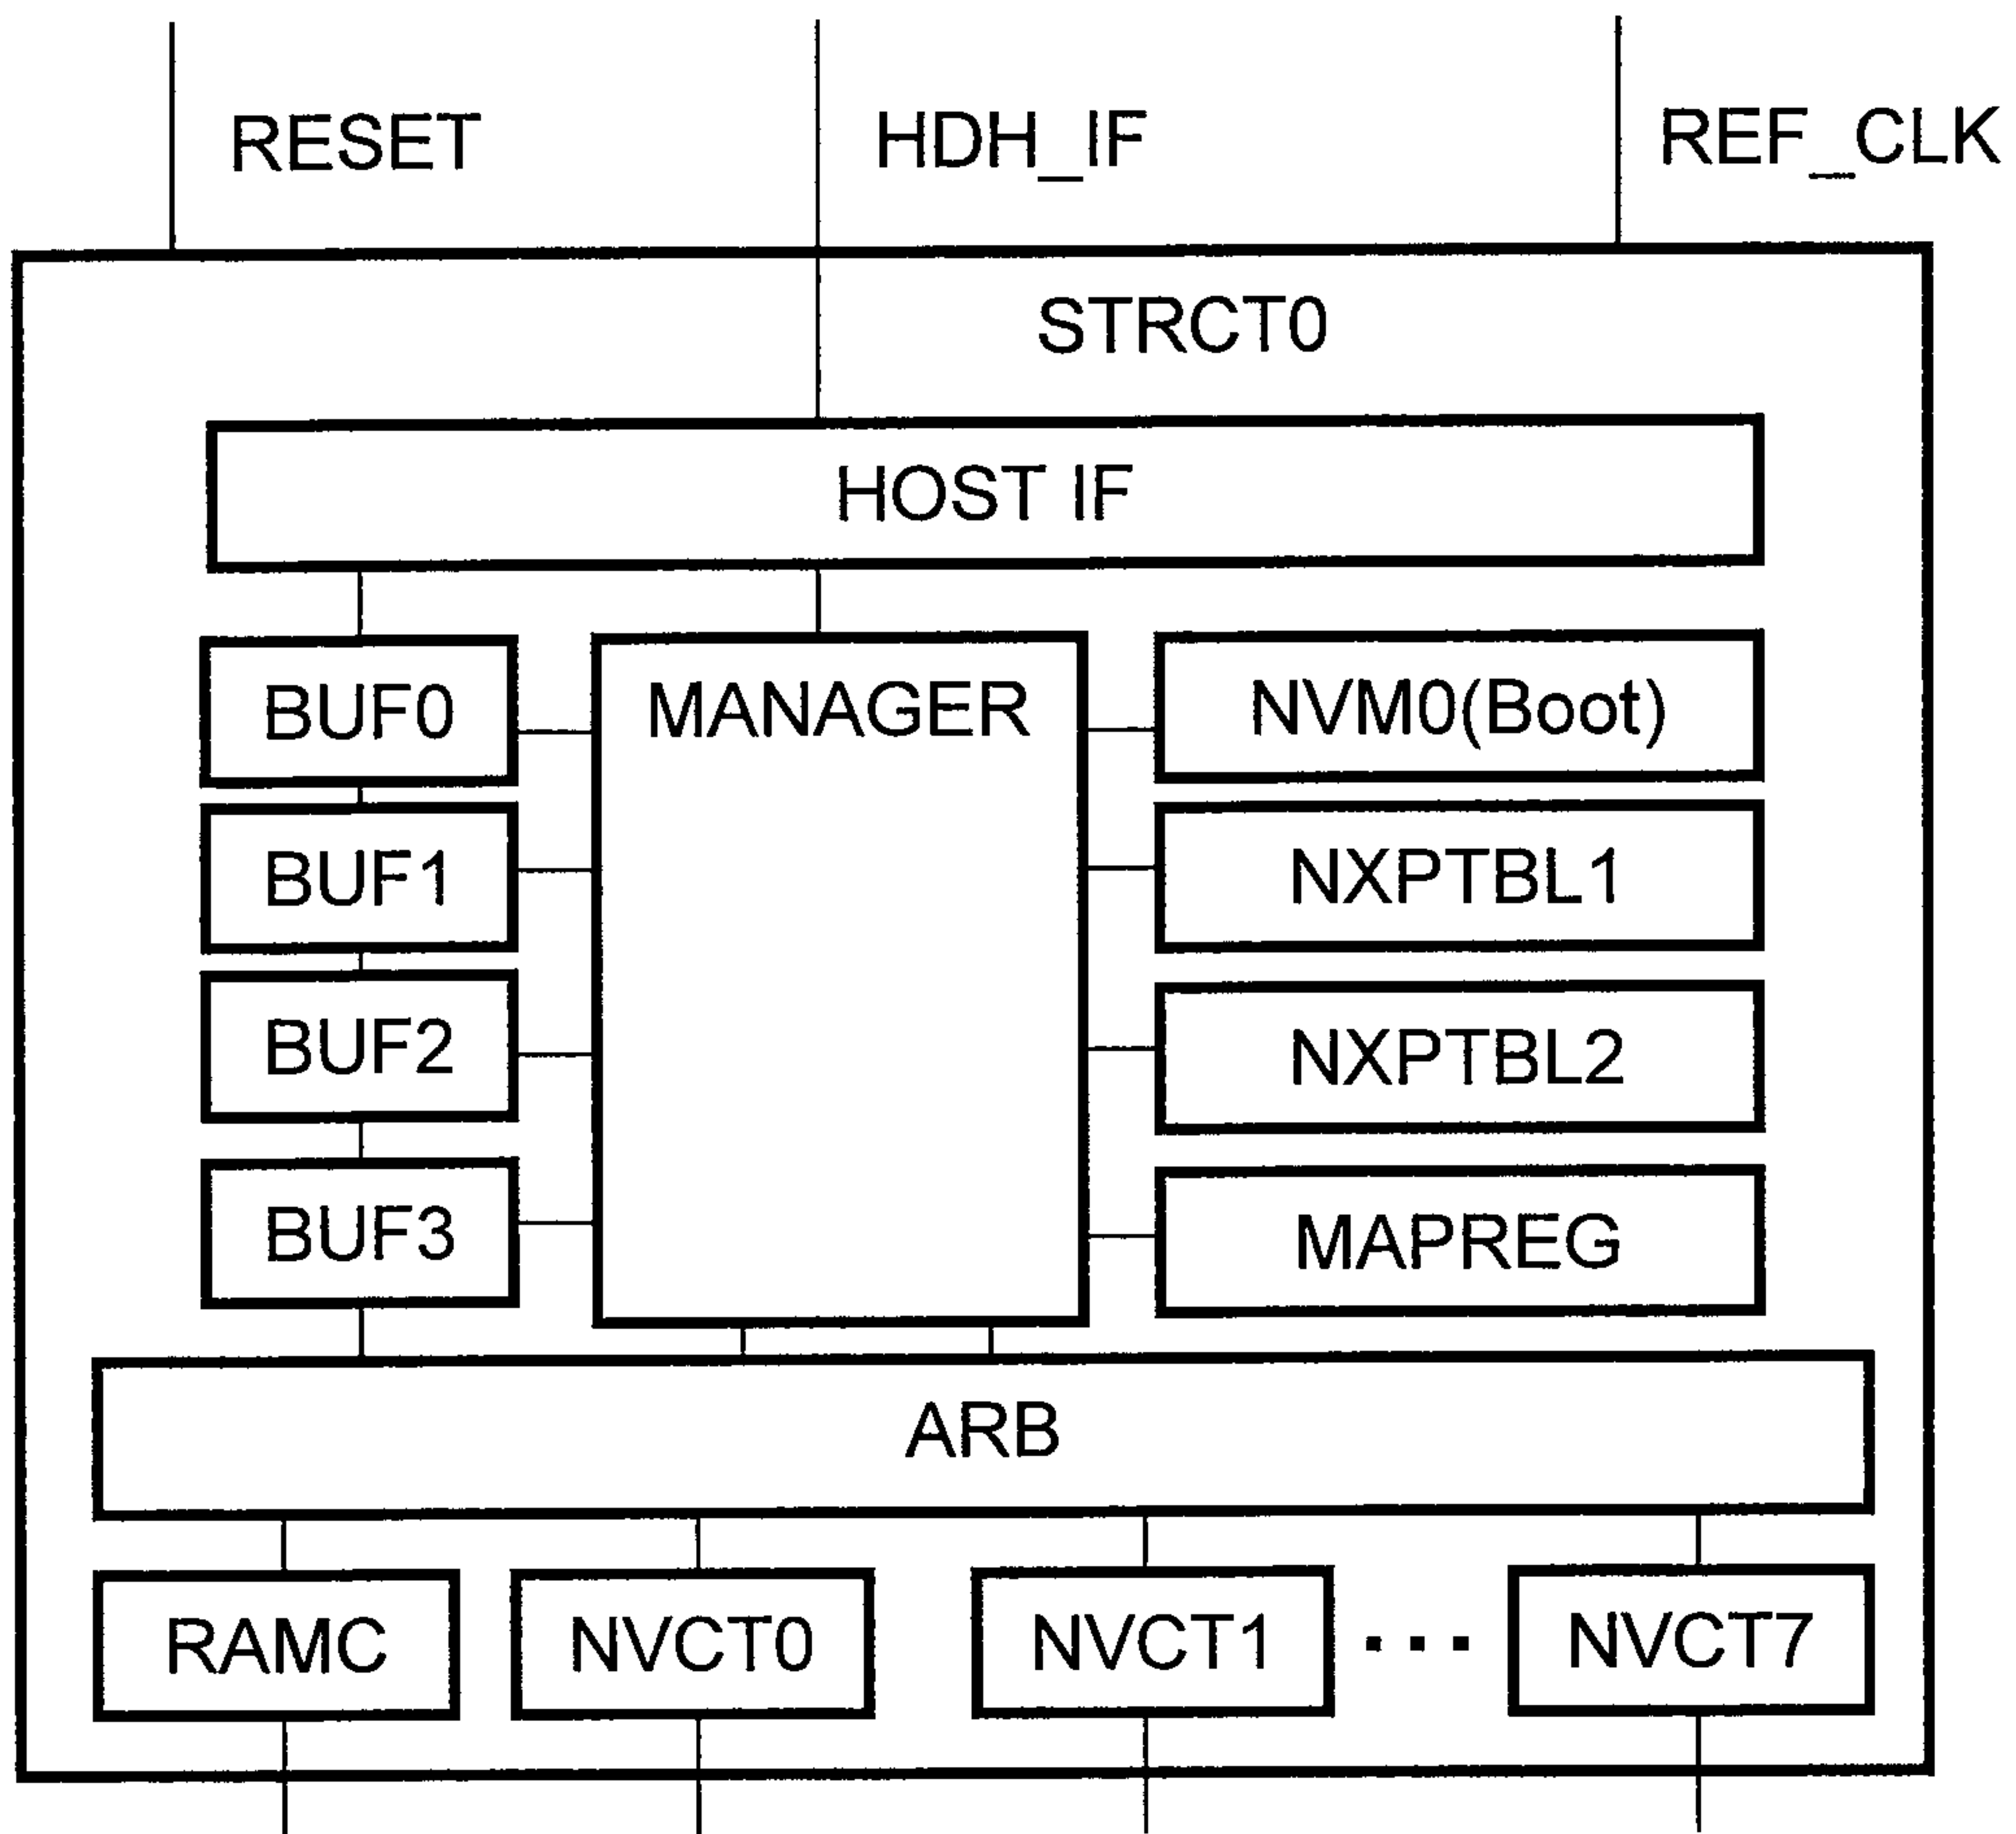 RESET
HDH_IF
REF_CLK
STRCT0
HOST IF
BUF0
MANAGER
NVM0(Boot)
BUF1
NXPTBL1
BUF2
NXPTBL2
BUF3
MAPREG
ARB
RAMC
NVCT0
NVCT1
...
NVCT7